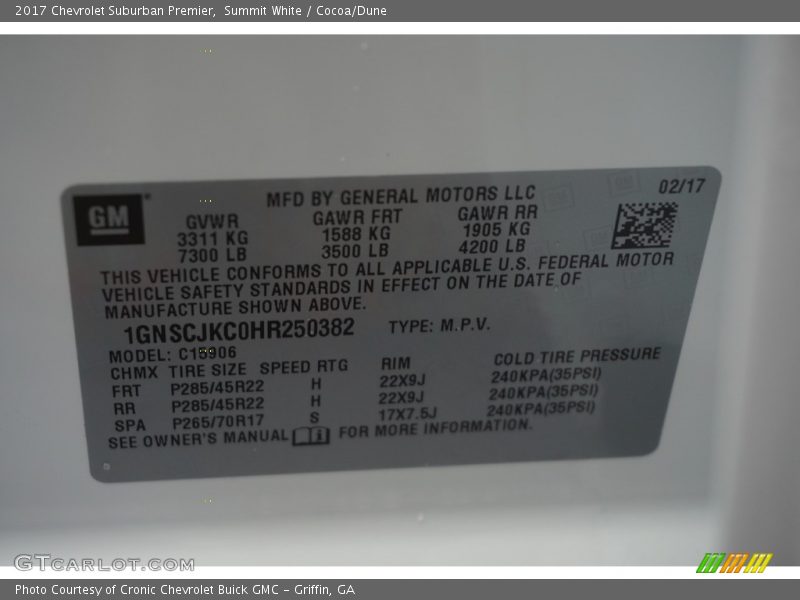 2017 Chevrolet Suburban Premier,  Summit White / Cocoa/Dune
GM
MFD BY GENERAL MOTORS LLC
02/17
GVWR GAWR FRT GAWR RR
3311 KG 1588 KG 1905 KG
7300 LB 3500 LB 4200 LB
THIS VEHICLE CONFORMS TO ALL APPLICABLE U.S. FEDERAL MOTOR
VEHICLE SAFETY STANDARDS IN EFFECT ON THE DATE OF
MANUFACTURE SHOWN ABOVE.
1GNSCJKC0HR250382 TYPE: M.P.V.
MODEL: C15906
CHMX TIRE SIZE SPEED RTG RIM COLD TIRE PRESSURE
FRT P285/45R22 H 22X9J 240KPA(35PSI)
RR P285/45R22 H 22X9J 240KPA(35PSI)
SPA P265/70R17 S 17X7.5J 240KPA(35PSI)
SEE OWNER'S MANUAL FOR MORE INFORMATION.
GTCARLOT.COM
Photo Courtesy of Cronic Chevrolet Buick GMC - Griffin, GA